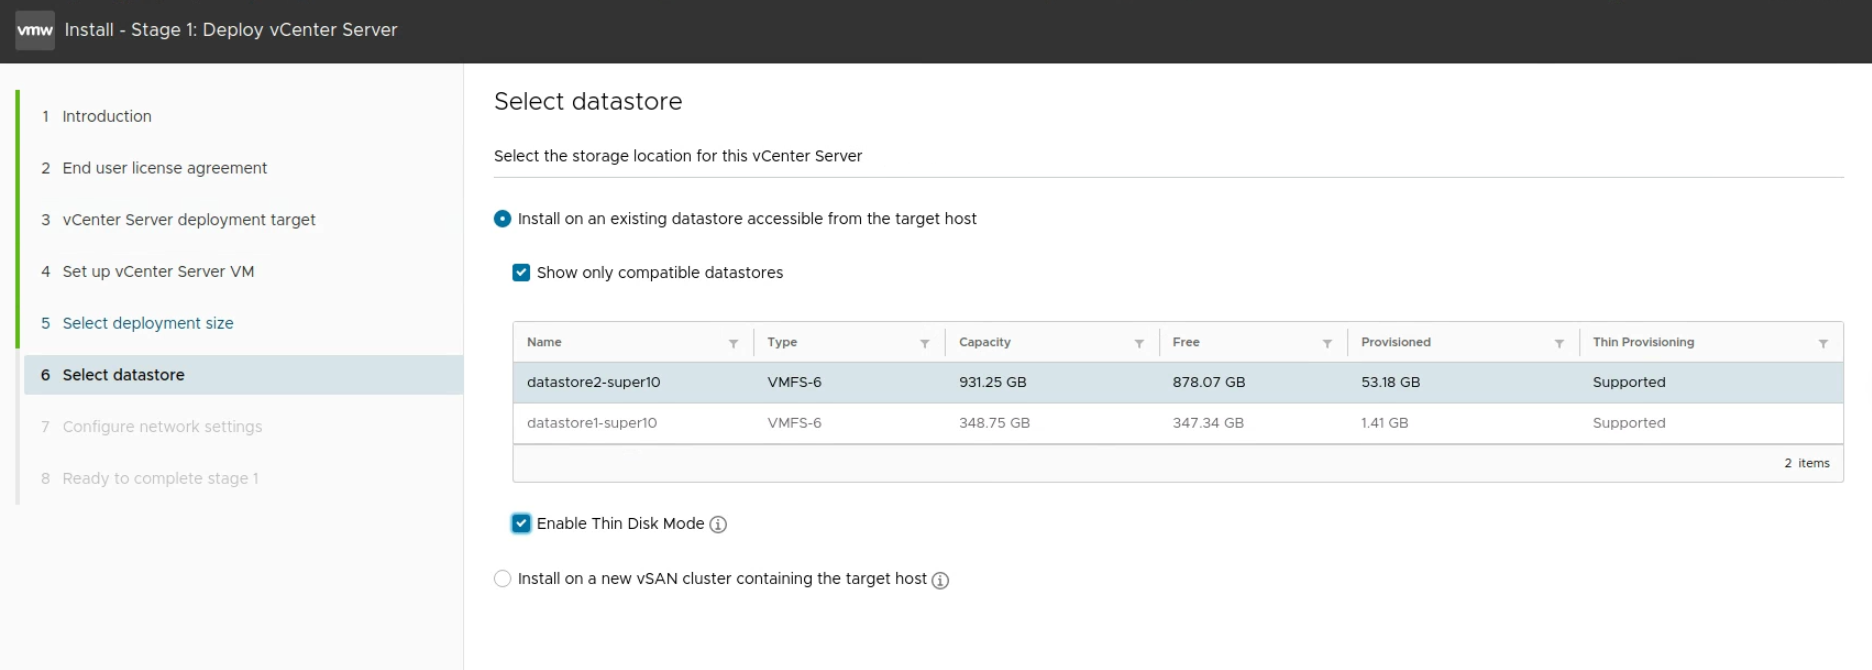 vmw Install - Stage 1: Deploy vCenter Server
1 Introduction
2 End user license agreement
3 vCenter Server deployment target
4 Set up vCenter Server VM
5 Select deployment size
6 Select datastore
7 Configure network settings
8 Ready to complete stage 1
Select datastore
Select the storage location for this vCenter Server
Install on an existing datastore accessible from the target host
Show only compatible datastores
Name Type Capacity Free Provisioned Thin Provisioning
datastore2-super10 VMFS-6 931.25 GB 878.07 GB 53.18 GB Supported
datastore1-super10 VMFS-6 348.75 GB 347.34 GB 1.41 GB Supported
2 items
Enable Thin Disk Mode
Install on a new vSAN cluster containing the target host